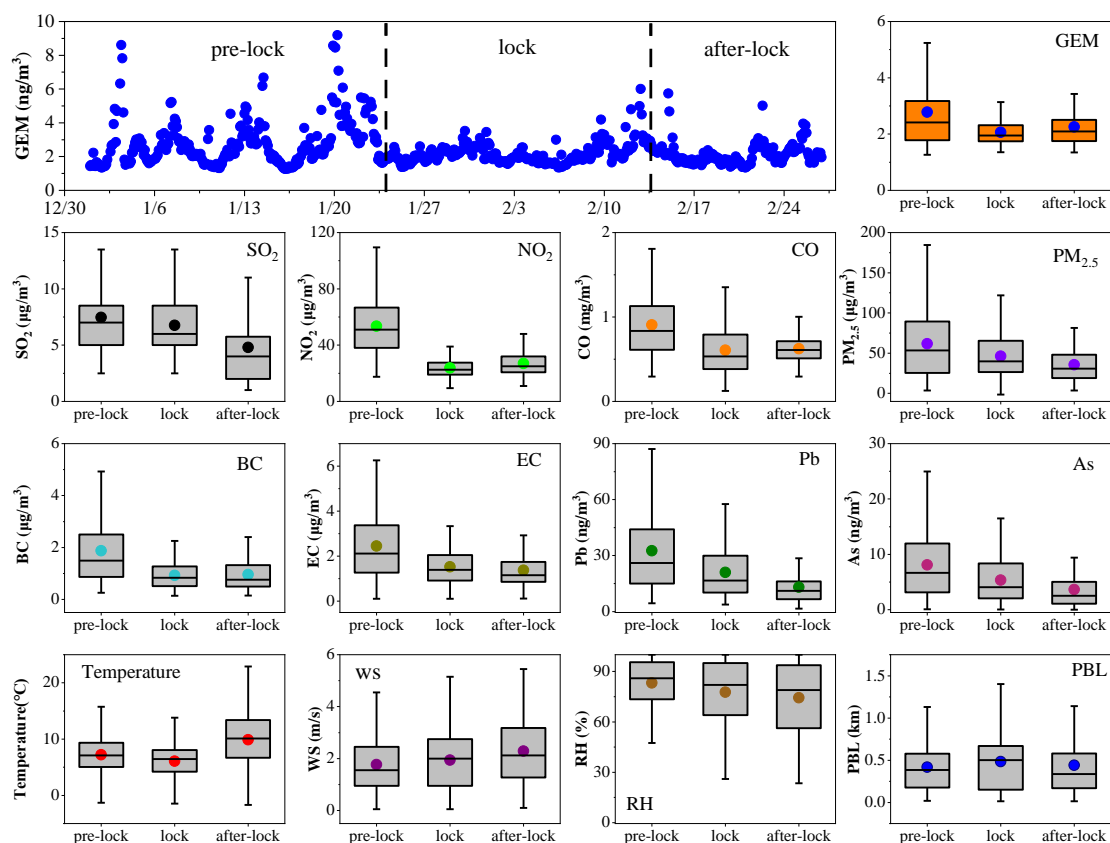 GEM (ng/m³)
10
8
6
4
2
0
pre-lock
lock
after-lock
12/30
1/6
1/13
1/20
1/27
2/3
2/10
2/17
2/24
GEM
6
4
2
0
pre-lock
lock
after-lock
SO₂ (μg/m³)
15
10
5
0
SO₂
pre-lock
lock
after-lock
NO₂ (μg/m³)
120
80
40
0
NO₂
pre-lock
lock
after-lock
CO (mg/m³)
2
1
0
CO
pre-lock
lock
after-lock
PM₂.₅ (μg/m³)
200
150
100
50
0
PM₂.₅
pre-lock
lock
after-lock
BC (μg/m³)
6
4
2
0
BC
pre-lock
lock
after-lock
EC (μg/m³)
6
4
2
0
EC
pre-lock
lock
after-lock
Pb (ng/m³)
90
60
30
0
Pb
pre-lock
lock
after-lock
As (ng/m³)
30
20
10
0
As
pre-lock
lock
after-lock
Temperature(°C)
20
10
0
Temperature
pre-lock
lock
after-lock
WS (m/s)
6
4
2
0
WS
pre-lock
lock
after-lock
RH (%)
90
60
30
RH
pre-lock
lock
after-lock
PBL (km)
1.5
1.0
0.5
0.0
PBL
pre-lock
lock
after-lock